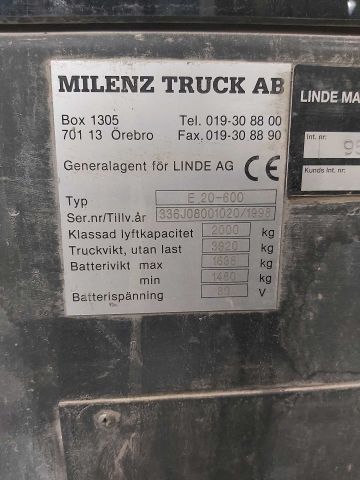 MILENZ TRUCK AB
Box 1305 Tel. 019-30 88 00
701 13 Örebro Fax. 019-30 88 90
Generalagent för LINDE AG CE
Typ E 20-600
Ser.nr/Tillv.år 336J08001020/1998
Klassad lyftkapacitet 2000 kg
Truckvikt, utan last 3820 kg
Batterivikt max 1688 kg
min 1480 kg
Batterispänning 80 V
LINDE MA
Int. nr:
Kunds Int. nr: